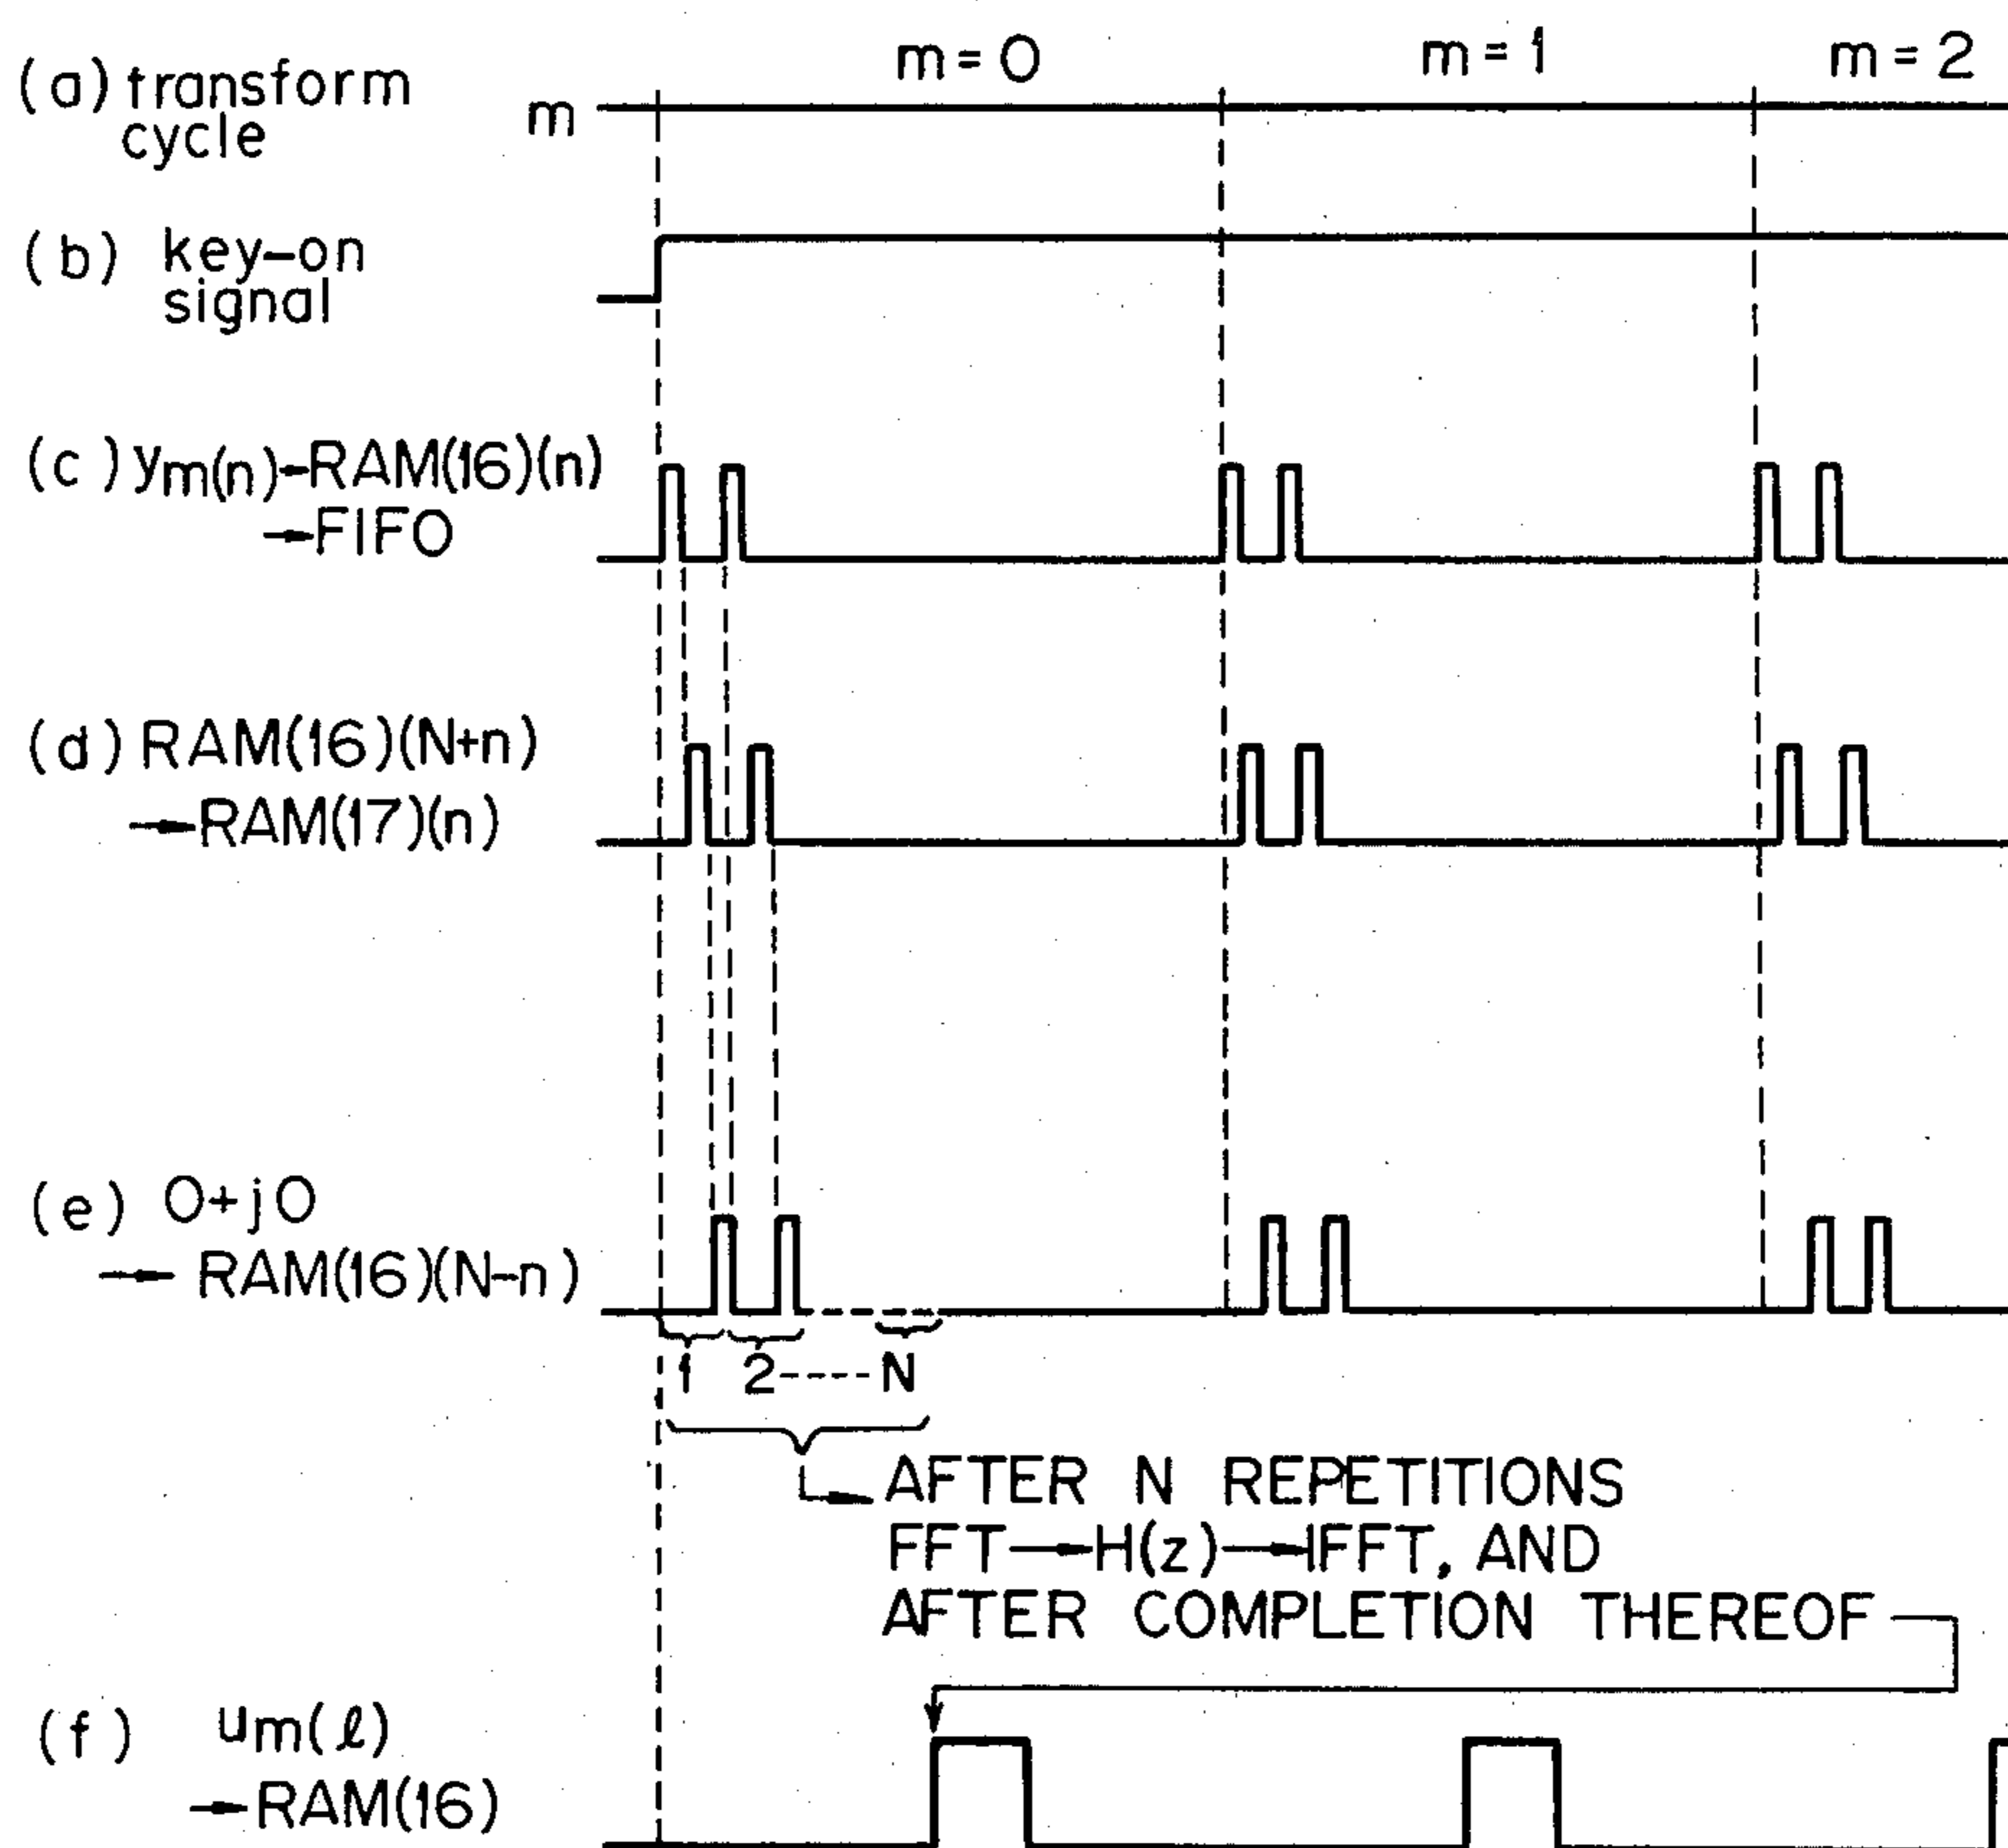 m = 0 m = 1 m = 2
(a) transform
cycle m
(b) key-on
signal
(c) ym(n)→RAM(16)(n)
→FIFO
(d) RAM(16)(N+n)
→RAM(17)(n)
(e) 0+j0
→ RAM(16)(N-n)
1 2----N
AFTER N REPETITIONS
FFT→H(z)→IFFT, AND
AFTER COMPLETION THEREOF
(f) um(ℓ)
→RAM(16)